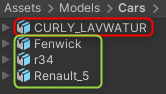 Assets > Models > Cars
CURLY_LAVWATUR
Fenwick
r34
Renault_5